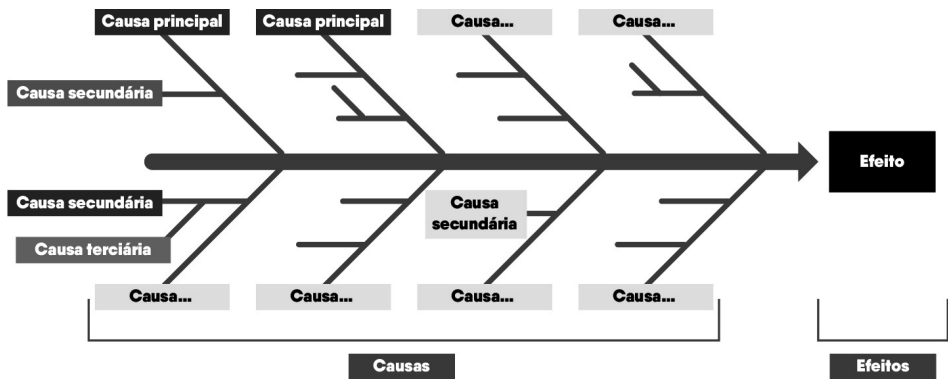 Causa principal
Causa principal
Causa...
Causa...
Causa secundária
Efeito
Causa secundária
Causa
secundária
Causa terciária
Causa...
Causa...
Causa...
Causa...
Causas
Efeitos